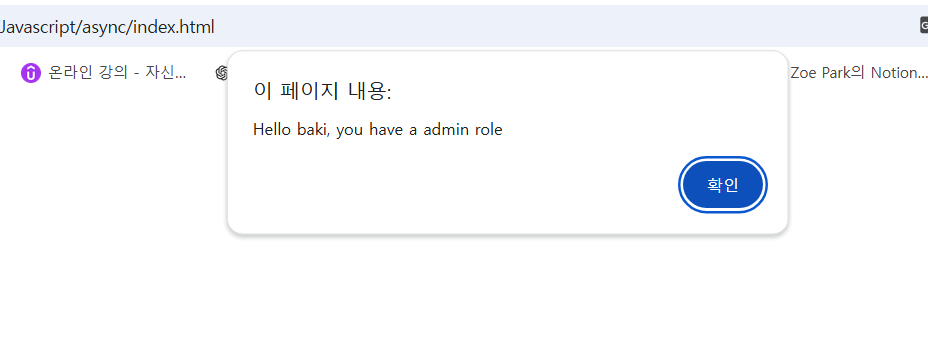 Javascript/async/index.html
온라인 강의 - 자신...
Zoe Park의 Notion...
이 페이지 내용:
Hello baki, you have a admin role
확인